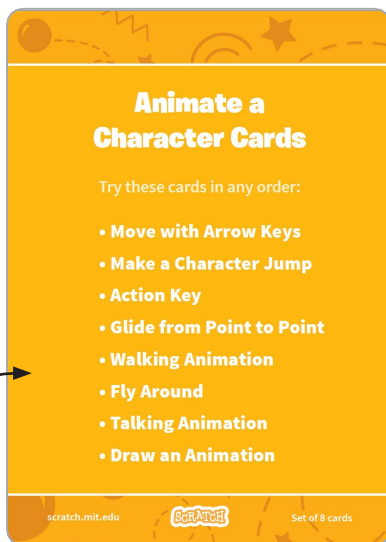 Animate a
Character Cards
Try these cards in any order:
• Move with Arrow Keys
• Make a Character Jump
• Action Key
• Glide from Point to Point
• Walking Animation
• Fly Around
• Talking Animation
• Draw an Animation
scratch.mit.edu SCRATCH Set of 8 cards